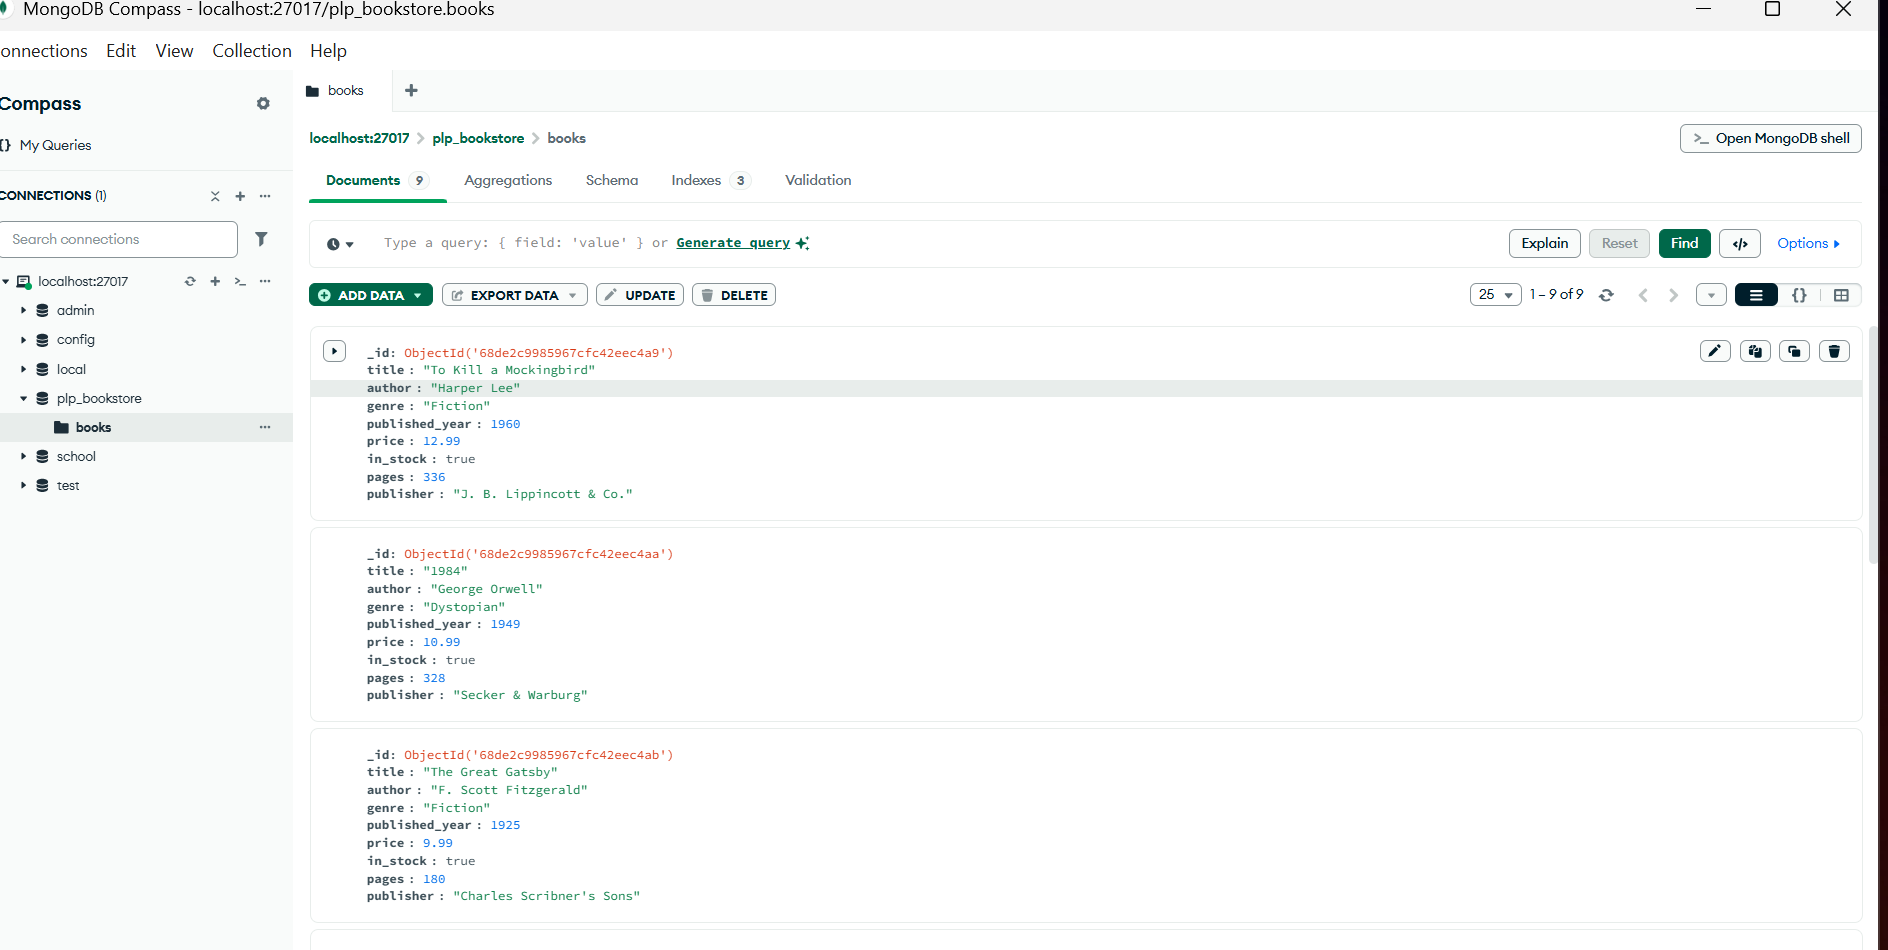 MongoDB Compass - localhost:27017/plp_bookstore.books
onnections Edit View Collection Help
Compass
My Queries
CONNECTIONS (1)
Search connections
localhost:27017
admin
config
local
plp_bookstore
books
school
test
books
localhost:27017 > plp_bookstore > books
>_ Open MongoDB shell
Documents 9 Aggregations Schema Indexes 3 Validation
Type a query: { field: 'value' } or Generate query
Explain Reset Find </> Options
ADD DATA EXPORT DATA UPDATE DELETE
25 1 – 9 of 9 {}
_id: ObjectId('68de2c9985967cfc42eec4a9')
title : "To Kill a Mockingbird"
author : "Harper Lee"
genre : "Fiction"
published_year : 1960
price : 12.99
in_stock : true
pages : 336
publisher : "J. B. Lippincott & Co."
_id: ObjectId('68de2c9985967cfc42eec4aa')
title : "1984"
author : "George Orwell"
genre : "Dystopian"
published_year : 1949
price : 10.99
in_stock : true
pages : 328
publisher : "Secker & Warburg"
_id: ObjectId('68de2c9985967cfc42eec4ab')
title : "The Great Gatsby"
author : "F. Scott Fitzgerald"
genre : "Fiction"
published_year : 1925
price : 9.99
in_stock : true
pages : 180
publisher : "Charles Scribner's Sons"